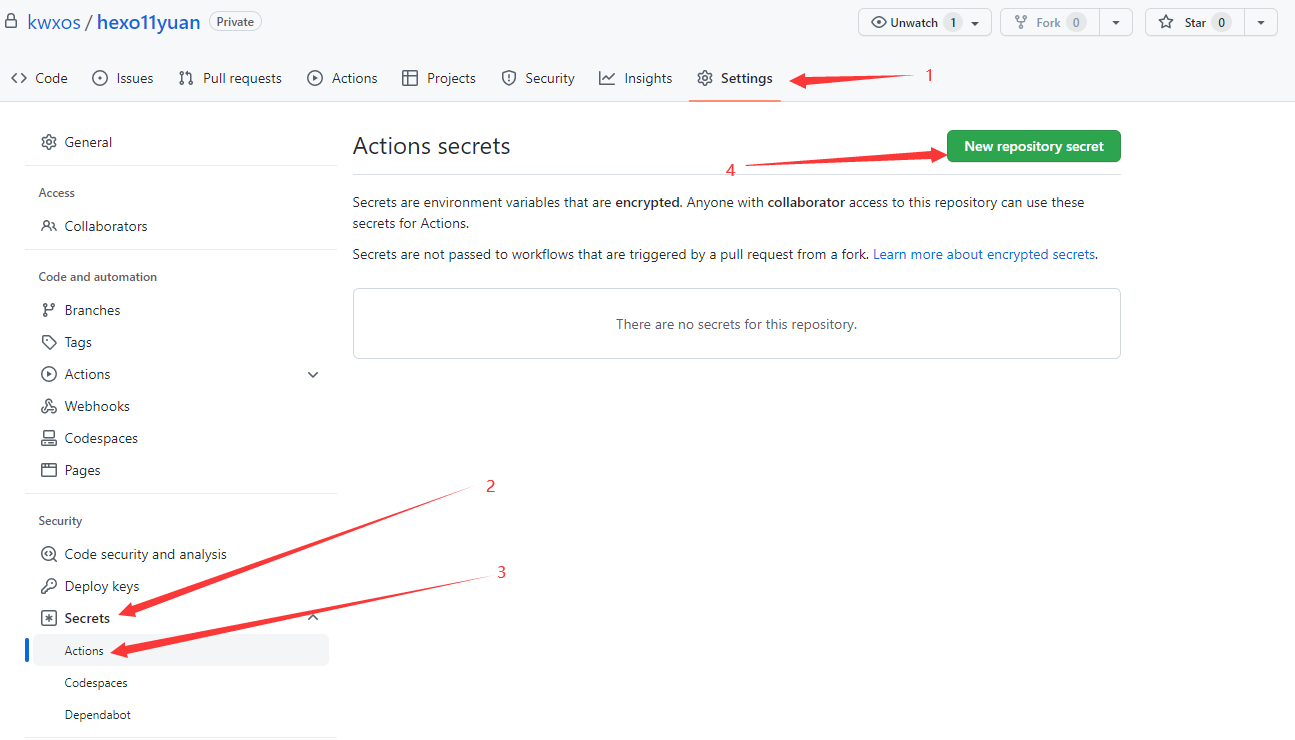 kwxos / hexo11yuan Private Unwatch 1 Fork 0 Star 0
Code Issues Pull requests Actions Projects Security Insights Settings 1
General
Access
Collaborators
Code and automation
Branches
Tags
Actions
Webhooks
Codespaces
Pages
Security
Code security and analysis
Deploy keys
Secrets
Actions
Codespaces
Dependabot
2
3
Actions secrets
4
New repository secret
Secrets are environment variables that are encrypted. Anyone with collaborator access to this repository can use these
secrets for Actions.
Secrets are not passed to workflows that are triggered by a pull request from a fork. Learn more about encrypted secrets.
There are no secrets for this repository.